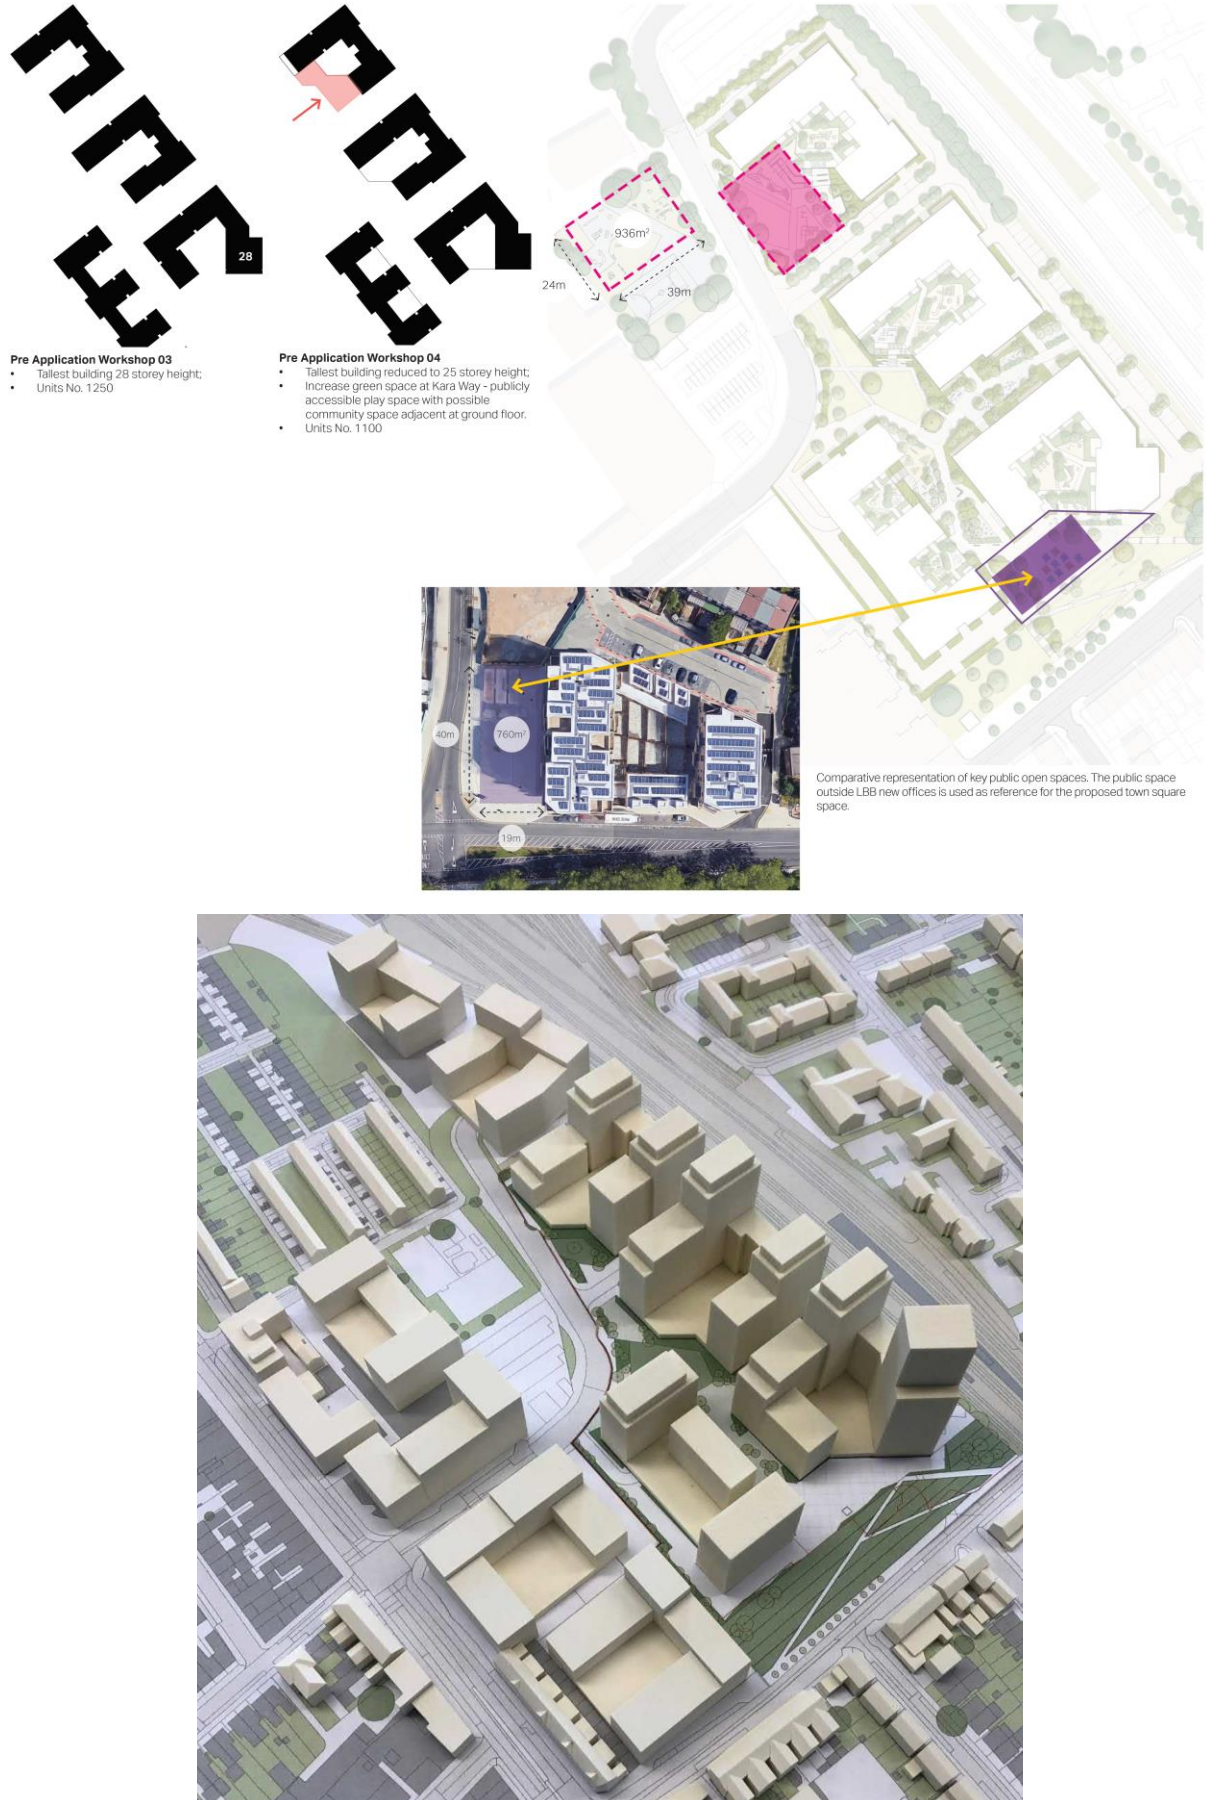 28
Pre Application Workshop 03
• Tallest building 28 storey height;
• Units No. 1250
Pre Application Workshop 04
• Tallest building reduced to 25 storey height;
• Increase green space at Kara Way - publicly
accessible play space with possible
community space adjacent at ground floor.
• Units No. 1100
936m²
24m
39m
40m
760m²
19m
Comparative representation of key public open spaces. The public space
outside LBB new offices is used as reference for the proposed town square
space.